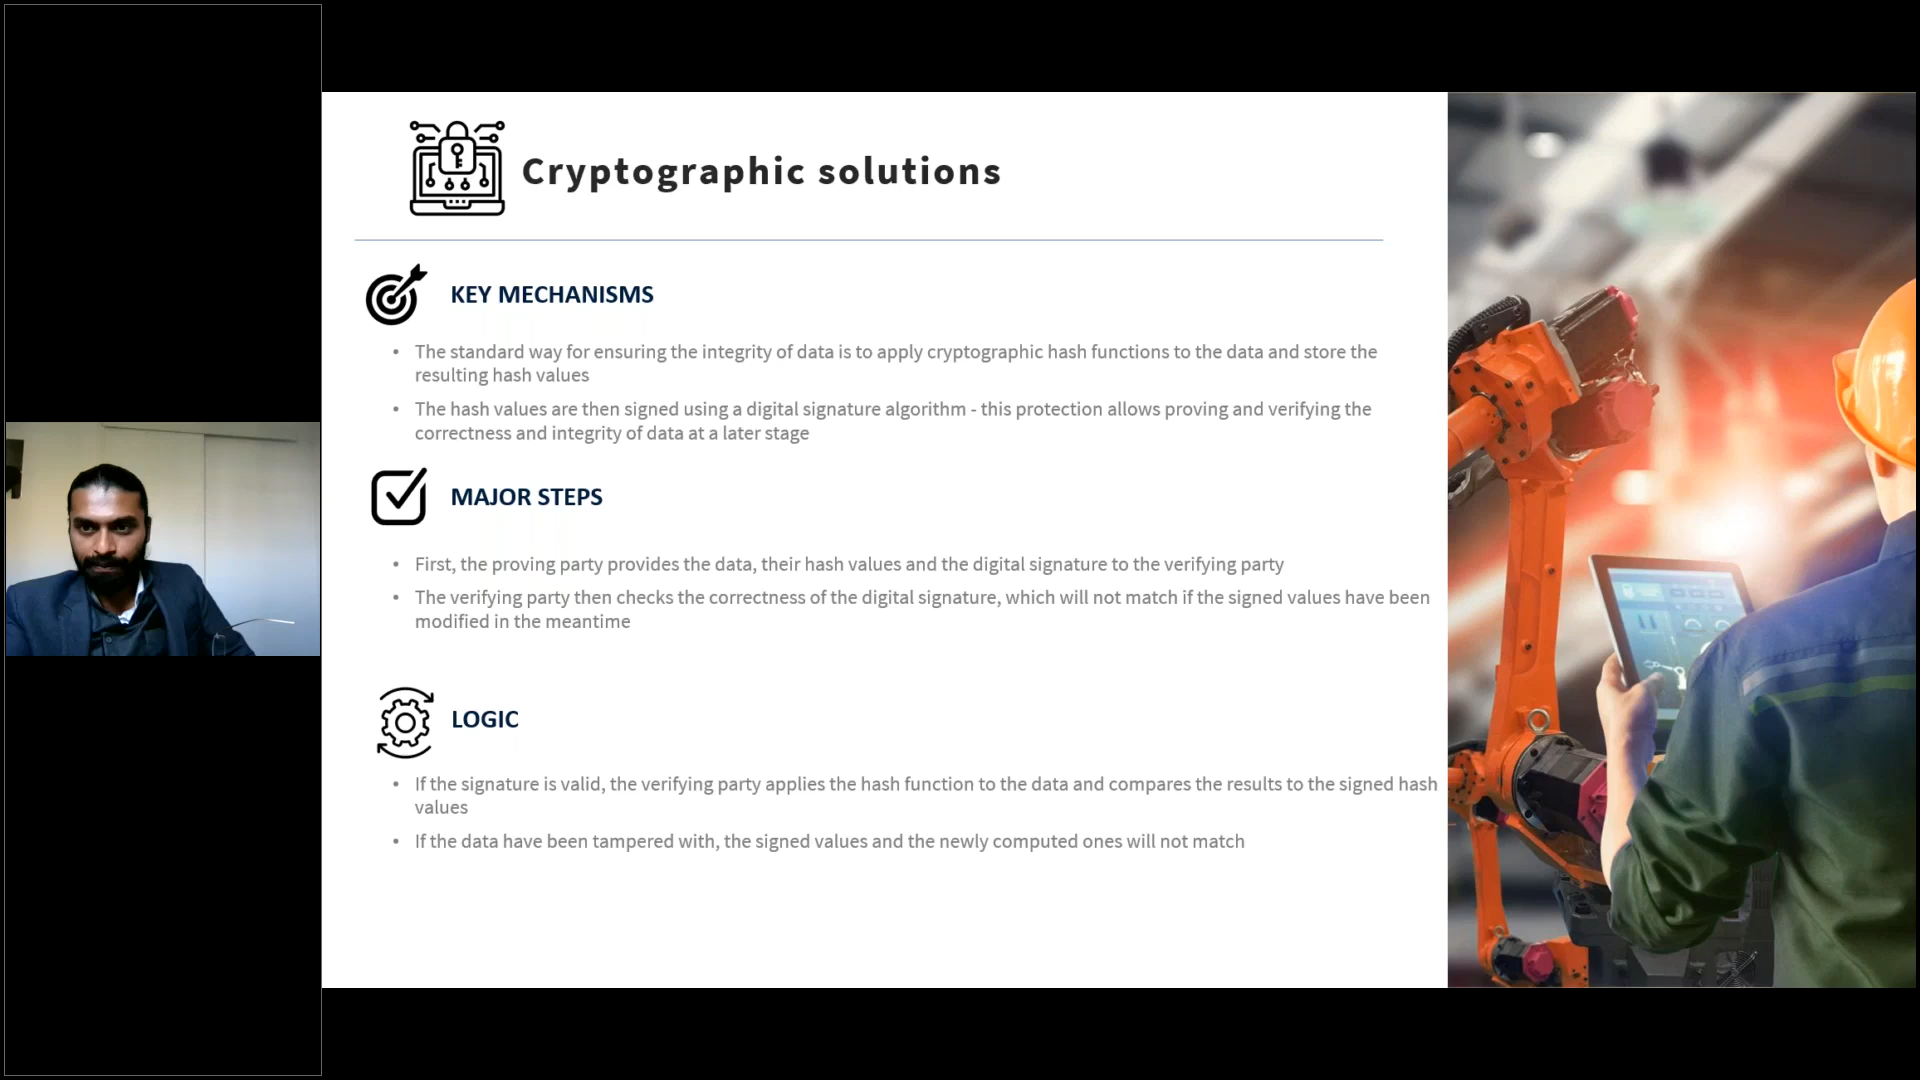 Cryptographic solutions
KEY MECHANISMS
• The standard way for ensuring the integrity of data is to apply cryptographic hash functions to the data and store the
resulting hash values
• The hash values are then signed using a digital signature algorithm - this protection allows proving and verifying the
correctness and integrity of data at a later stage
MAJOR STEPS
• First, the proving party provides the data, their hash values and the digital signature to the verifying party
• The verifying party then checks the correctness of the digital signature, which will not match if the signed values have been
modified in the meantime
LOGIC
• If the signature is valid, the verifying party applies the hash function to the data and compares the results to the signed hash
values
• If the data have been tampered with, the signed values and the newly computed ones will not match